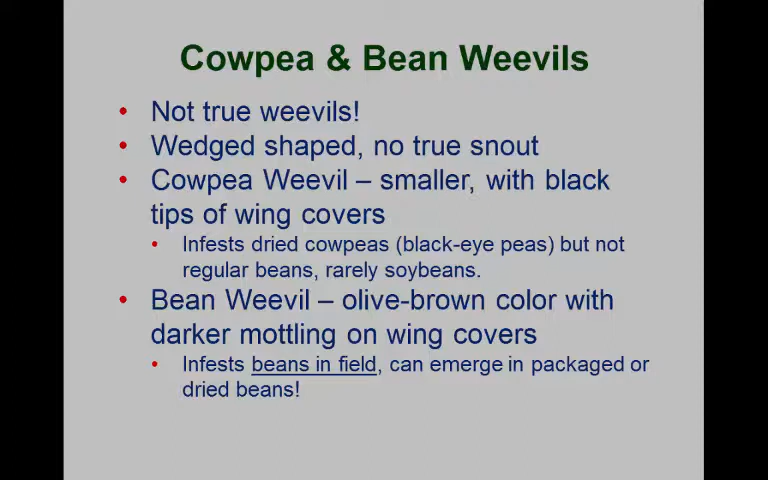 Cowpea & Bean Weevils
• Not true weevils!
• Wedged shaped, no true snout
• Cowpea Weevil – smaller, with black
tips of wing covers
• Infests dried cowpeas (black-eye peas) but not
regular beans, rarely soybeans.
• Bean Weevil – olive-brown color with
darker mottling on wing covers
• Infests beans in field, can emerge in packaged or
dried beans!